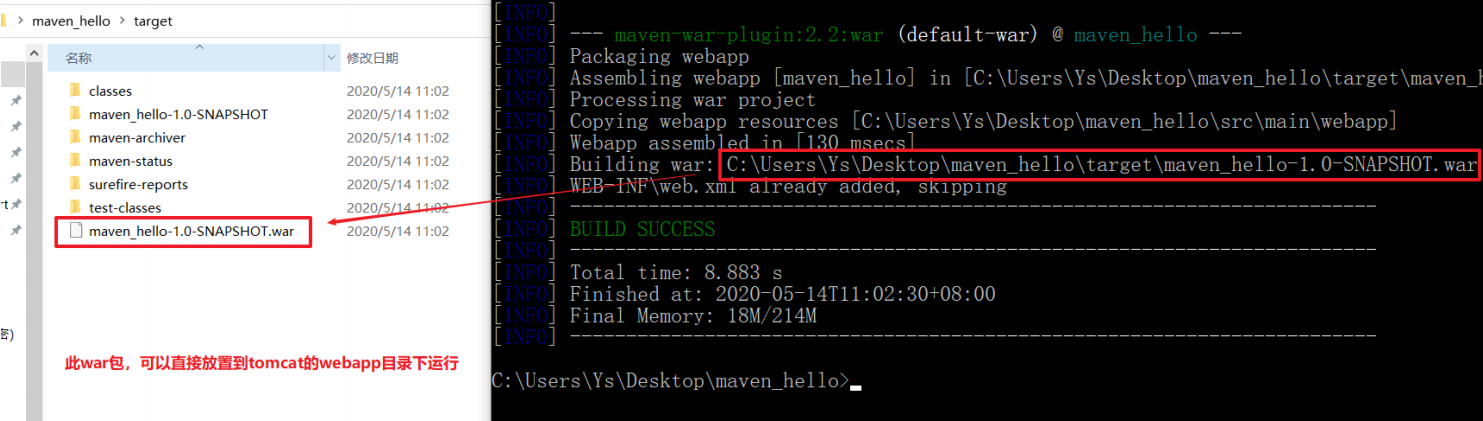 maven_hello > target
名称
修改日期
classes
2020/5/14 11:02
maven_hello-1.0-SNAPSHOT
2020/5/14 11:02
maven-archiver
2020/5/14 11:02
maven-status
2020/5/14 11:02
surefire-reports
2020/5/14 11:02
test-classes
2020/5/14 11:02
maven_hello-1.0-SNAPSHOT.war
2020/5/14 11:02
此war包，可以直接放置到tomcat的webapp目录下运行
[INFO]
[INFO] --- maven-war-plugin:2.2:war (default-war) @ maven_hello ---
[INFO] Packaging webapp
[INFO] Assembling webapp [maven_hello] in [C:\Users\Ys\Desktop\maven_hello\target\maven_h
[INFO] Processing war project
[INFO] Copying webapp resources [C:\Users\Ys\Desktop\maven_hello\src\main\webapp]
[INFO] Webapp assembled in [130 msecs]
[INFO] Building war: C:\Users\Ys\Desktop\maven_hello\target\maven_hello-1.0-SNAPSHOT.war
[INFO] WEB-INF\web.xml already added, skipping
[INFO] ------------------------------------------------------------------------
[INFO] BUILD SUCCESS
[INFO] ------------------------------------------------------------------------
[INFO] Total time: 8.883 s
[INFO] Finished at: 2020-05-14T11:02:30+08:00
[INFO] Final Memory: 18M/214M
[INFO] ------------------------------------------------------------------------
C:\Users\Ys\Desktop\maven_hello>